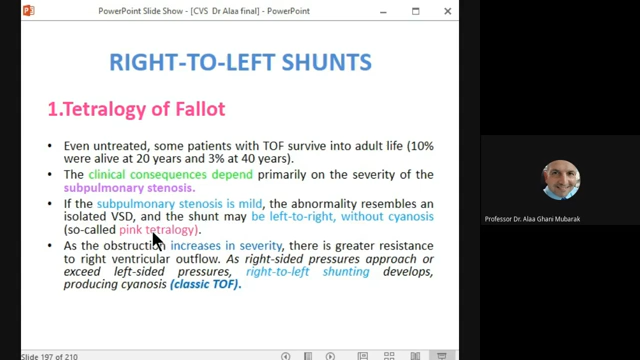 PowerPoint Slide Show - [CVS Dr Alaa final] - PowerPoint
RIGHT-TO-LEFT SHUNTS
1.Tetralogy of Fallot
• Even untreated, some patients with TOF survive into adult life (10%
were alive at 20 years and 3% at 40 years).
• The clinical consequences depend primarily on the severity of the
subpulmonary stenosis.
• If the subpulmonary stenosis is mild, the abnormality resembles an
isolated VSD, and the shunt may be left-to-right, without cyanosis
(so-called pink tetralogy).
• As the obstruction increases in severity, there is greater resistance
to right ventricular outflow. As right-sided pressures approach or
exceed left-sided pressures, right-to-left shunting develops,
producing cyanosis (classic TOF).
Professor Dr. Alaa Ghani Mubarak
Slide 197 of 210